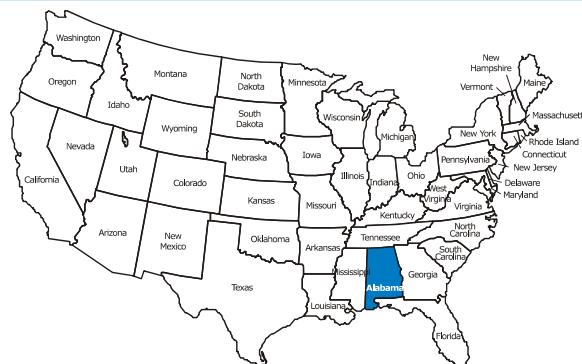 Washington
Montana
North
Dakota
Minnesota
New
Hampshire
Vermont
Maine
Oregon
Idaho
Wyoming
South
Dakota
Wisconsin
Michigan
New York
Massachusett
Rhode Island
Connecticut
Nevada
Utah
Colorado
Nebraska
Iowa
Illinois
Indiana
Ohio
Pennsylvania
New Jersey
Delaware
Maryland
California
Kansas
Missouri
West
Virginia
Virginia
Kentucky
Arizona
New
Mexico
Oklahoma
Arkansas
Tennessee
North
Carolina
South
Carolina
Texas
Louisiana
Mississippi
Alabama
Georgia
Florida